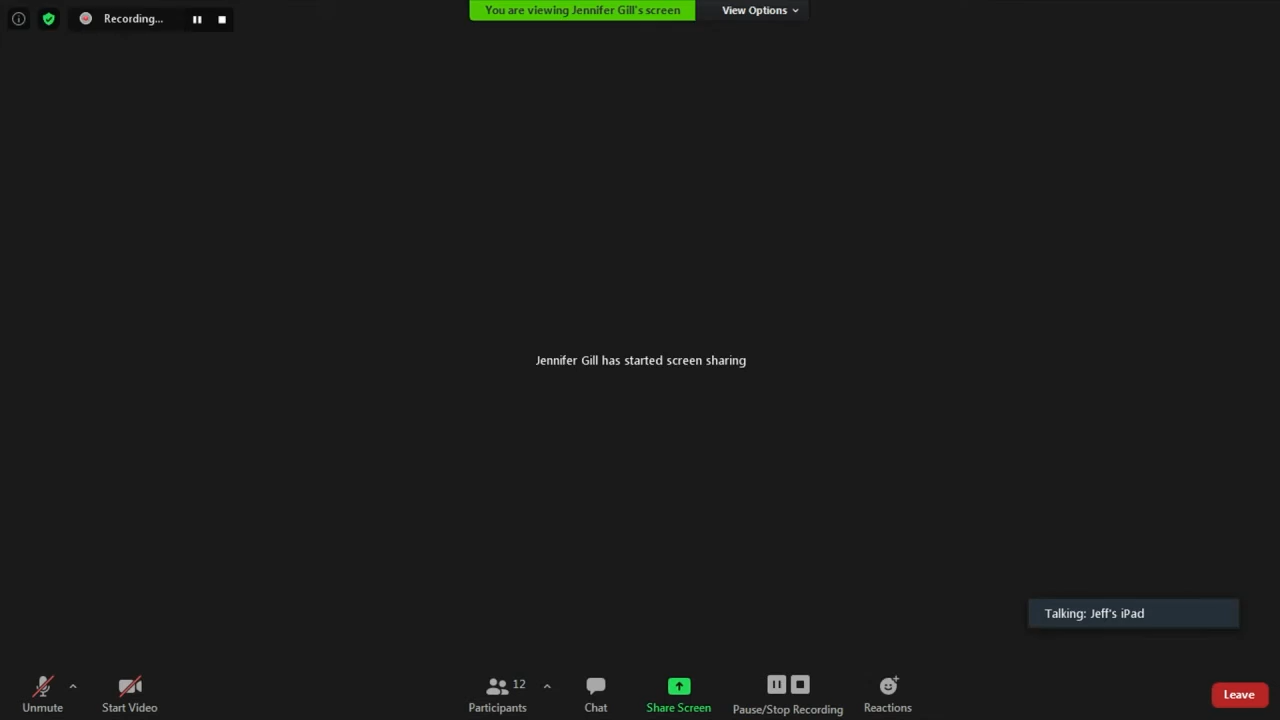 Recording...
You are viewing Jennifer Gill's screen
View Options
Jennifer Gill has started screen sharing
Talking: Jeff's iPad
12
Unmute
Start Video
Participants
Chat
Share Screen
Pause/Stop Recording
Reactions
Leave